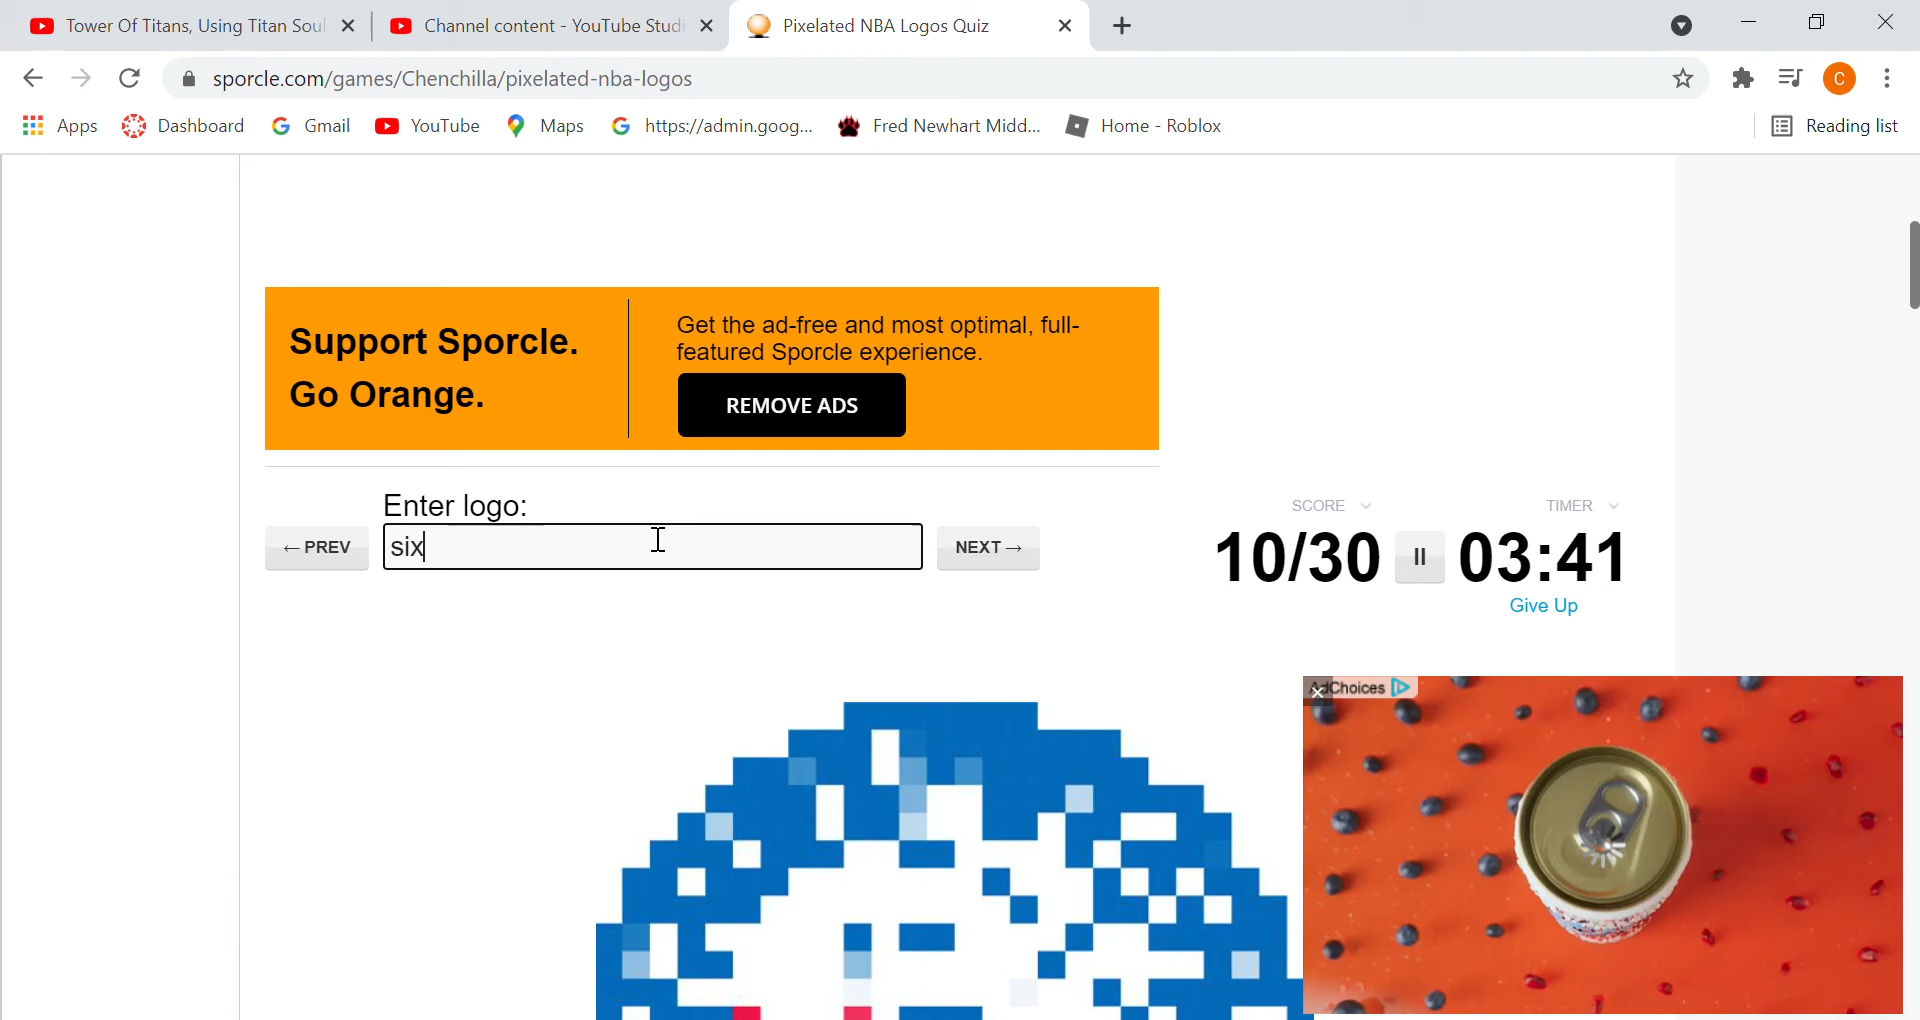 Tower Of Titans, Using Titan Soul
Channel content - YouTube Studi
Pixelated NBA Logos Quiz
sporcle.com/games/Chenchilla/pixelated-nba-logos
C
Apps
Dashboard
Gmail
YouTube
Maps
https://admin.goog...
Fred Newhart Midd...
Home - Roblox
Reading list
Support Sporcle.
Go Orange.
Get the ad-free and most optimal, full-
featured Sporcle experience.
REMOVE ADS
Enter logo:
← PREV
six
NEXT →
SCORE
10/30
TIMER
03:41
Give Up
AdChoices